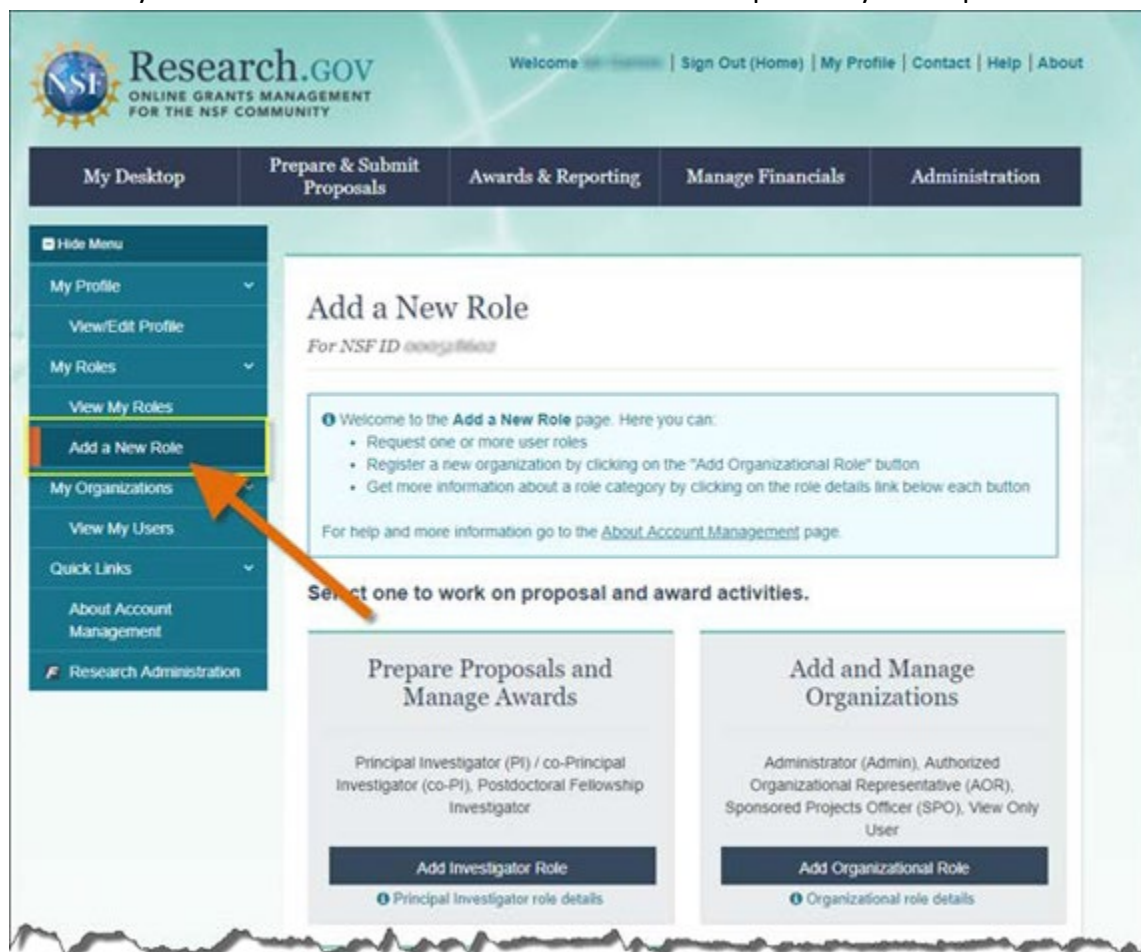 NSF
Research.GOV
ONLINE GRANTS MANAGEMENT
FOR THE NSF COMMUNITY
Welcome | Sign Out (Home) | My Profile | Contact | Help | About
My Desktop
Prepare & Submit
Proposals
Awards & Reporting
Manage Financials
Administration
Hide Menu
My Profile
View/Edit Profile
My Roles
View My Roles
Add a New Role
My Organizations
View My Users
Quick Links
About Account
Management
Research Administration
Add a New Role
For NSF ID
Welcome to the Add a New Role page. Here you can:
• Request one or more user roles
• Register a new organization by clicking on the "Add Organizational Role" button
• Get more information about a role category by clicking on the role details link below each button
For help and more information go to the About Account Management page.
Select one to work on proposal and award activities.
Prepare Proposals and
Manage Awards
Principal Investigator (PI) / co-Principal
Investigator (co-PI), Postdoctoral Fellowship
Investigator
Add Investigator Role
Principal Investigator role details
Add and Manage
Organizations
Administrator (Admin), Authorized
Organizational Representative (AOR),
Sponsored Projects Officer (SPO), View Only
User
Add Organizational Role
Organizational role details